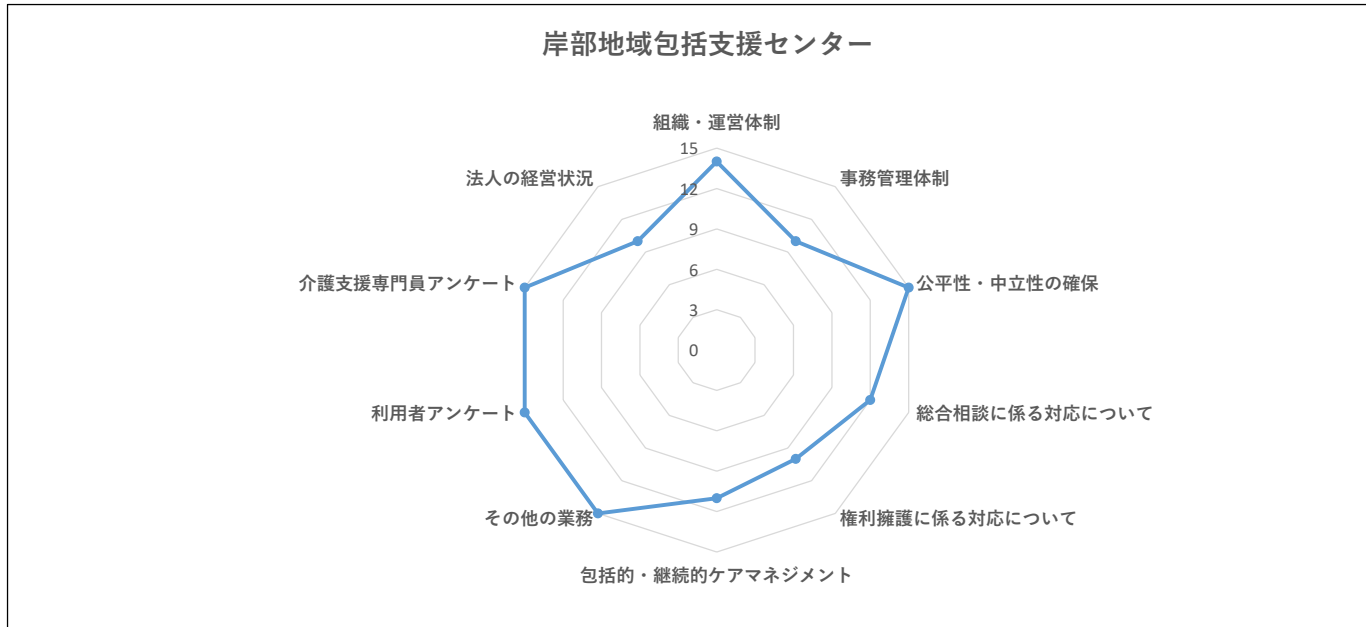 岸部地域包括支援センター
組織・運営体制
15
法人の経営状況
事務管理体制
12
9
介護支援専門員アンケート
公平性・中立性の確保
6
3
0
利用者アンケート
総合相談に係る対応について
その他の業務
権利擁護に係る対応について
包括的・継続的ケアマネジメント